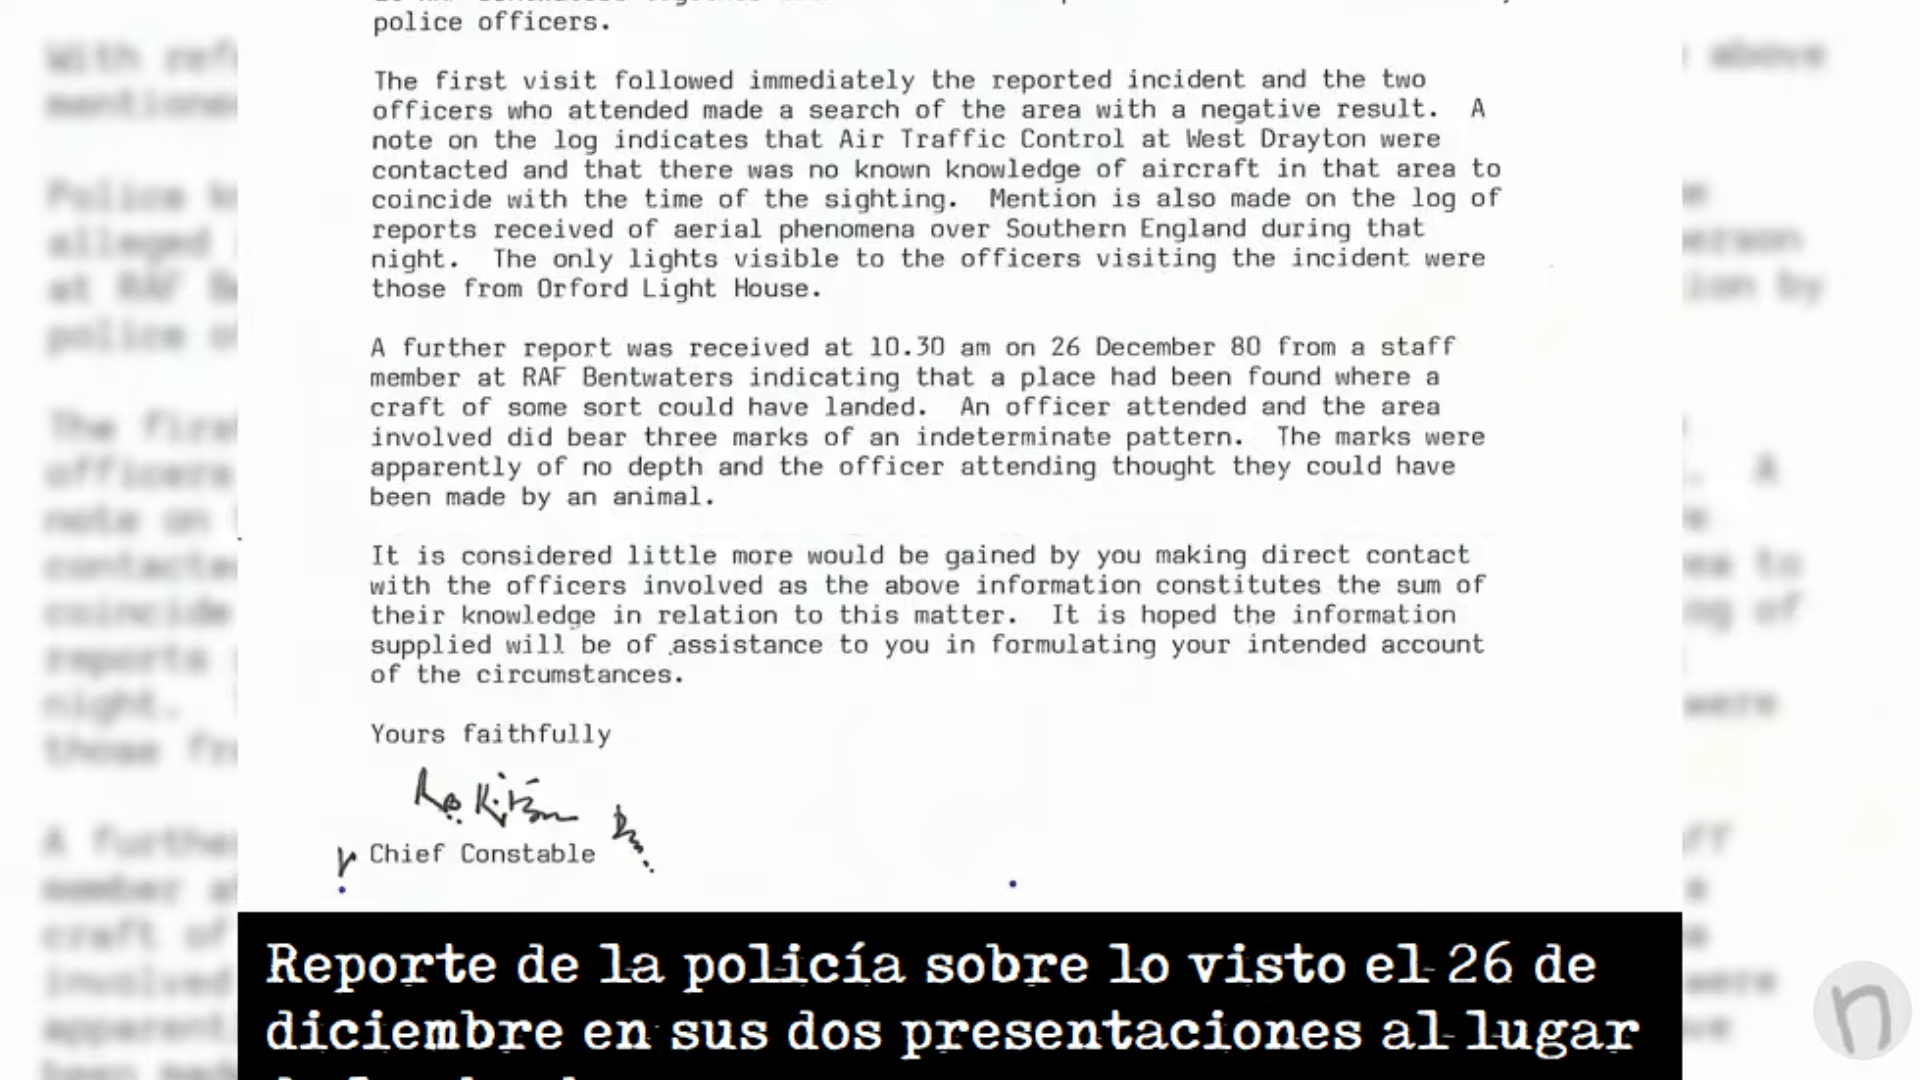 police officers.
The first visit followed immediately the reported incident and the two
officers who attended made a search of the area with a negative result. A
note on the log indicates that Air Traffic Control at West Drayton were
contacted and that there was no known knowledge of aircraft in that area to
coincide with the time of the sighting. Mention is also made on the log of
reports received of aerial phenomena over Southern England during that
night. The only lights visible to the officers visiting the incident were
those from Orford Light House.
A further report was received at 10.30 am on 26 December 80 from a staff
member at RAF Bentwaters indicating that a place had been found where a
craft of some sort could have landed. An officer attended and the area
involved did bear three marks of an indeterminate pattern. The marks were
apparently of no depth and the officer attending thought they could have
been made by an animal.
It is considered little more would be gained by you making direct contact
with the officers involved as the above information constitutes the sum of
their knowledge in relation to this matter. It is hoped the information
supplied will be of assistance to you in formulating your intended account
of the circumstances.
Yours faithfully
Chief Constable
Reporte de la policía sobre lo visto el 26 de
diciembre en sus dos presentaciones al lugar
n